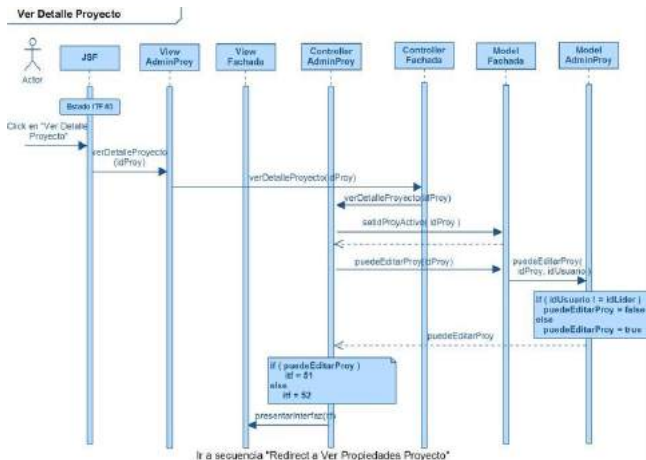 Ver Detalle Proyecto
Actor
JSF
View
AdminProy
View
Fachada
Controller
AdminProy
Controller
Fachada
Model
Fachada
Model
AdminProy
Click en "Ver Detalle
Proyecto"
verDetalleProyecto
(idProy)
verDetalleProyecto(idProy)
verDetalleProyecto(idProy)
setIdProyActivo( idProy )
puedeEditarProy(idProy)
puedeEditarProy(
idProy, idUsuario )
if ( idUsuario ! = idLider )
puedeEditarProy = false
else
puedeEditarProy = true
puedeEditarProy
if ( puedeEditarProy )
itf = 51
else
itf = 52
presentarInterfaz(itf)
Ir a secuencia "Redirect a Ver Propiedades Proyecto"